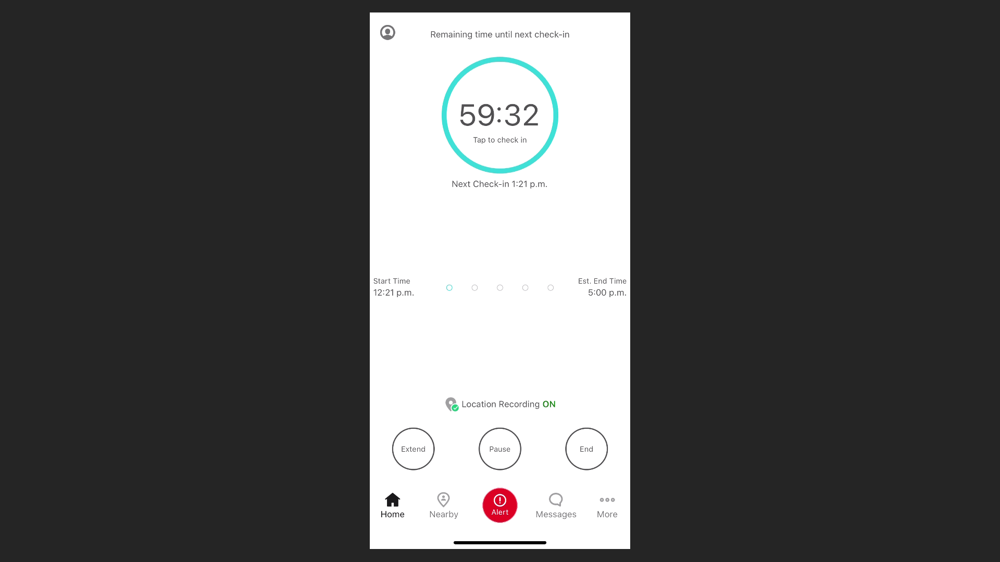 Remaining time until next check-in
59:32
Tap to check in
Next Check-in 1:21 p.m.
Start Time
12:21 p.m.
Est. End Time
5:00 p.m.
Location Recording ON
Extend
Pause
End
Home
Nearby
Alert
Messages
More